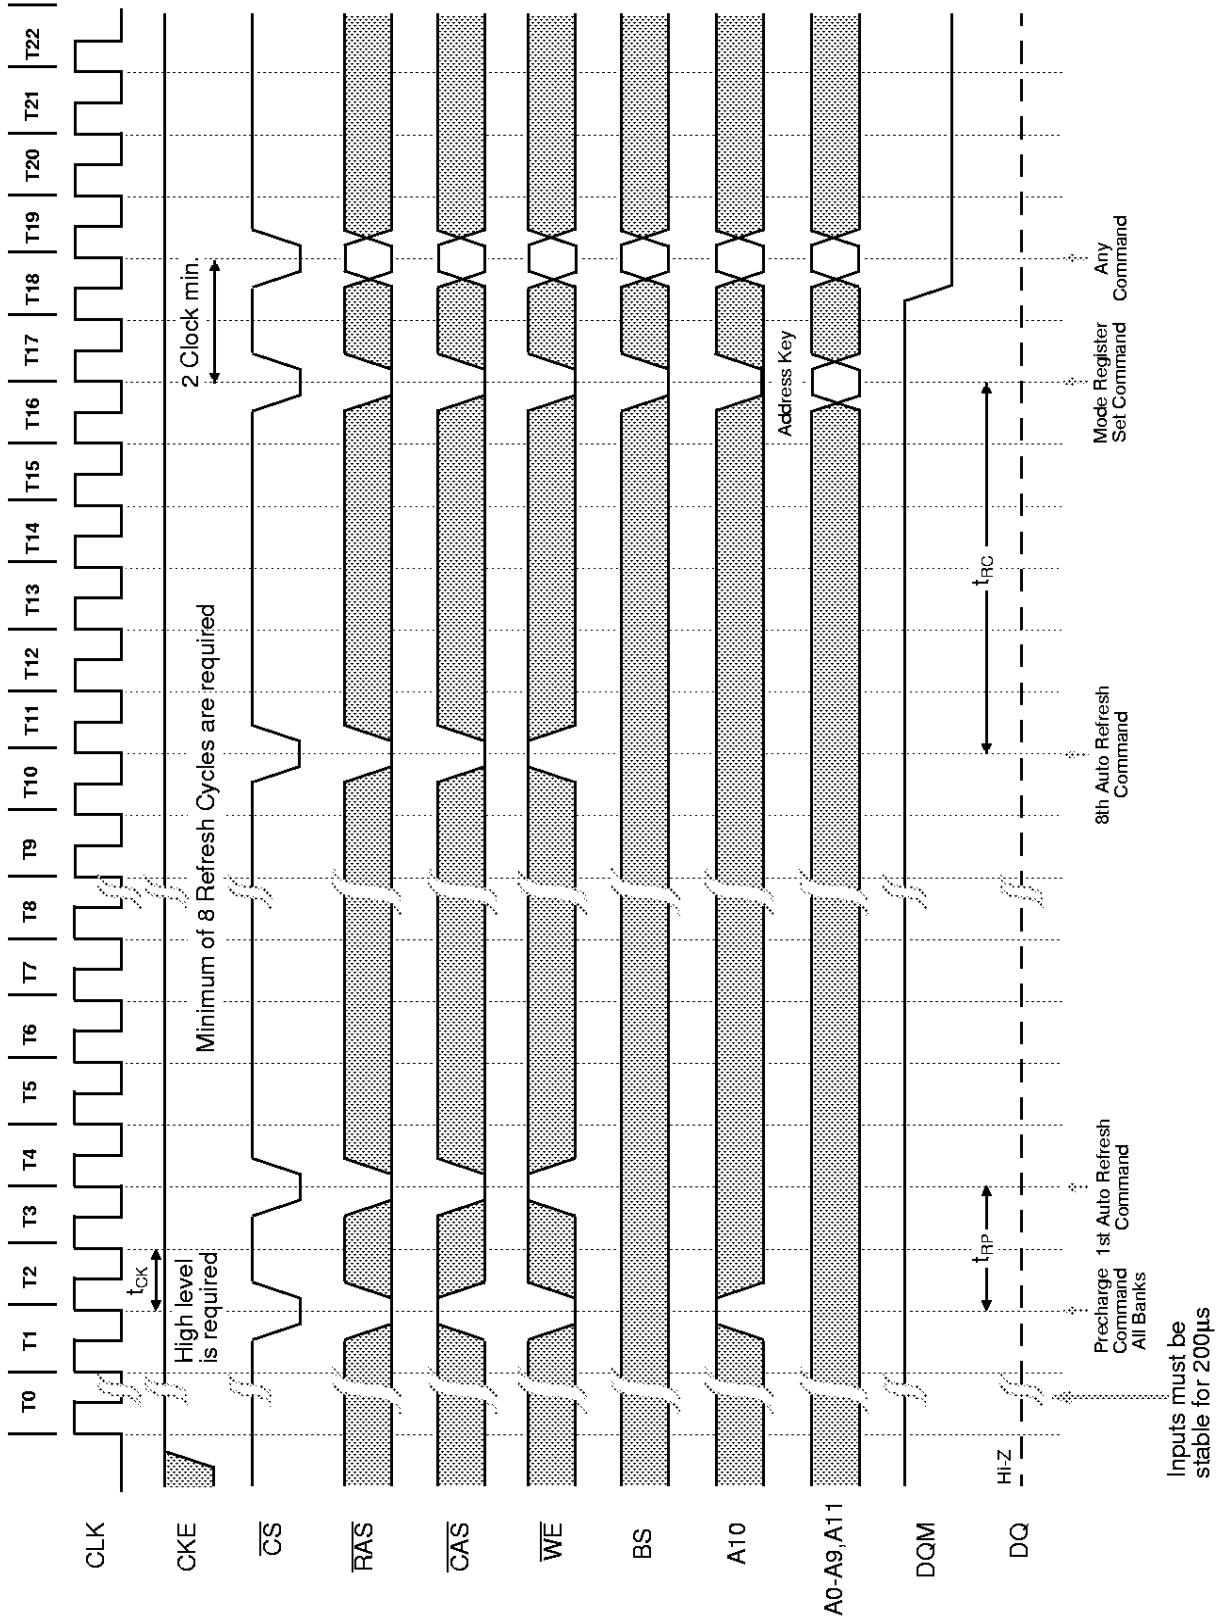 T0 T1 T2 T3 T4 T5 T6 T7 T8 T9 T10 T11 T12 T13 T14 T15 T16 T17 T18 T19 T20 T21 T22
CLK
tCK
CKE
High level
is required
Minimum of 8 Refresh Cycles are required
2 Clock min.
CS
RAS
CAS
WE
BS
A10
Address Key
A0-A9,A11
DQM
tRP
tRC
Hi-Z
DQ
Precharge
Command
All Banks
1st Auto Refresh
Command
8th Auto Refresh
Command
Mode Register
Set Command
Any
Command
Inputs must be
stable for 200µs